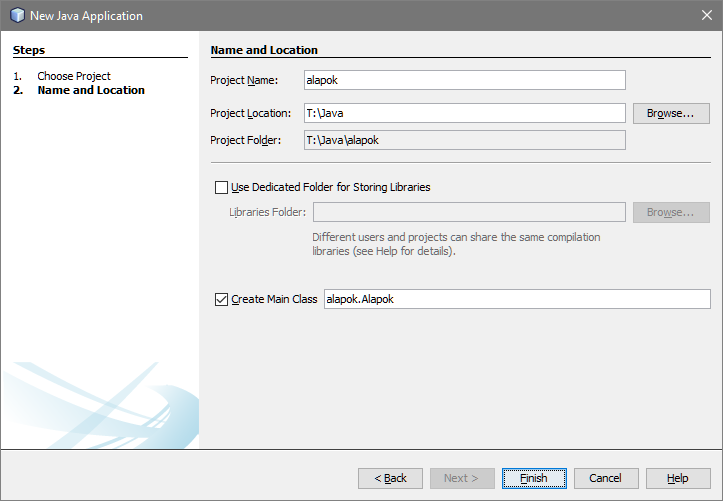 New Java Application
Steps
1. Choose Project
2. Name and Location
Name and Location
Project Name: alapok
Project Location: T:\Java Browse...
Project Folder: T:\Java\alapok
Use Dedicated Folder for Storing Libraries
Libraries Folder: Browse...
Different users and projects can share the same compilation
libraries (see Help for details).
Create Main Class alapok.Alapok
< Back Next > Finish Cancel Help